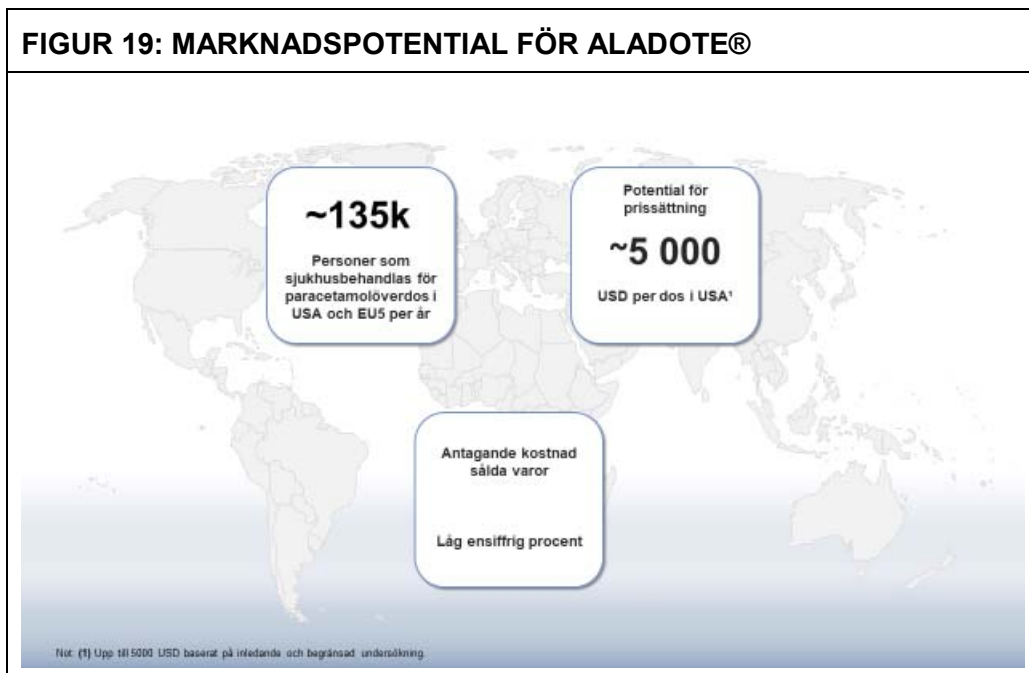 FIGUR 19: MARKNADSPOTENTIAL FÖR ALADOTE®
~135k
Personer som
sjukhusbehandlas för
paracetamolöverdos i
USA och EU5 per år
Potential för
prissättning
~5 000
USD per dos i USA¹
Antagande kostnad
sålda varor
Låg ensiffrig procent
Not: (1) Upp till 5000 USD baserat på inledande och begränsad undersökning.